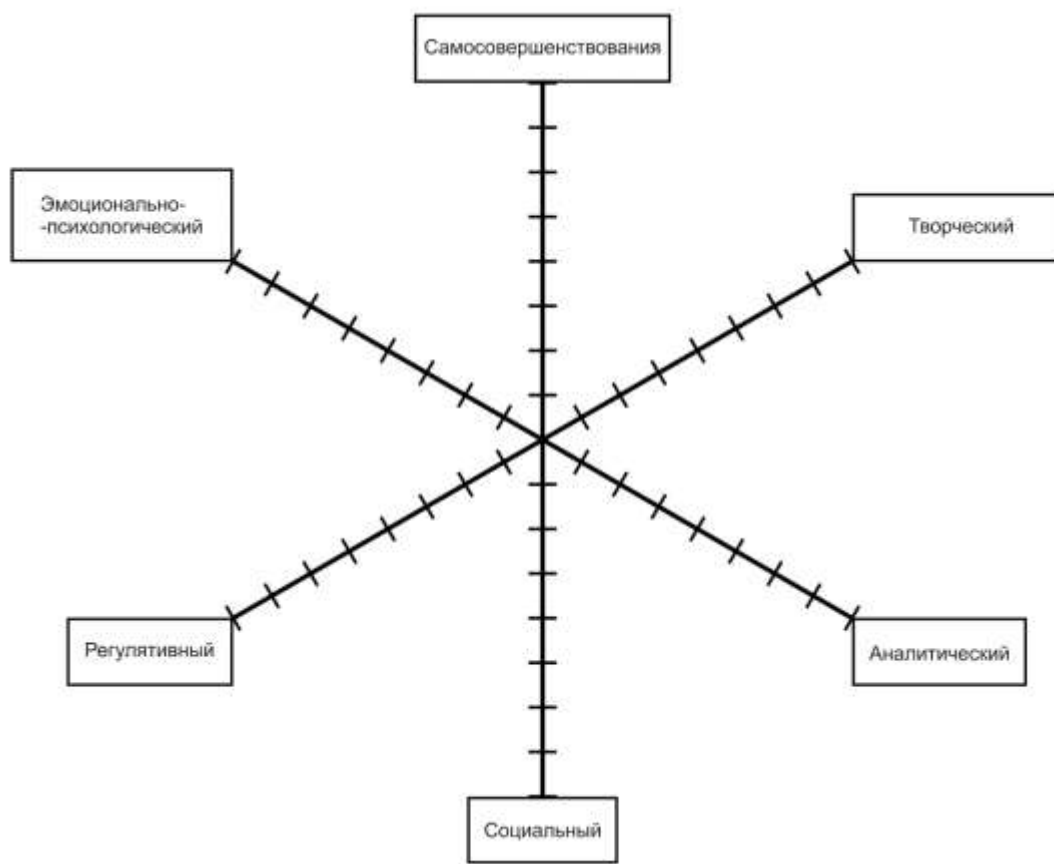 Самосовершенствования
Эмоционально-
-психологический
Творческий
Регулятивный
Аналитический
Социальный